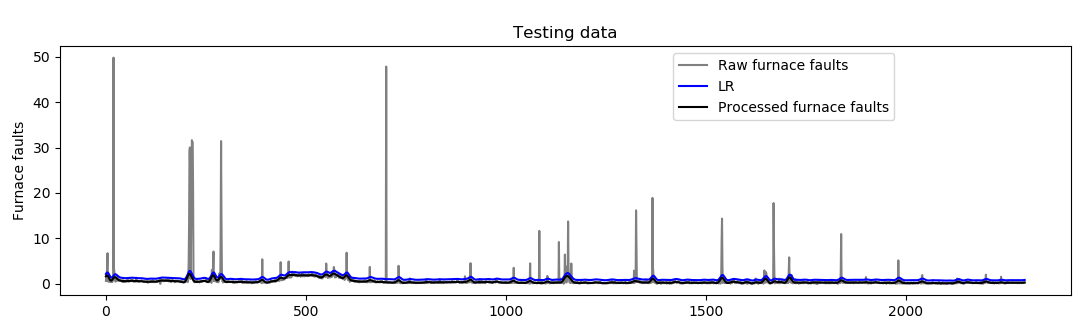 Testing data
Furnace faults
50
40
30
20
10
0
Raw furnace faults
LR
Processed furnace faults
0
500
1000
1500
2000